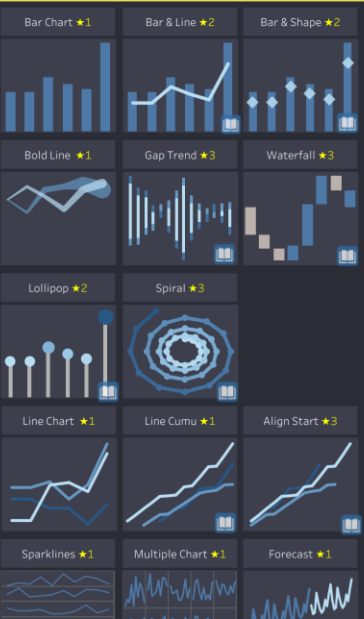 Bar Chart ★1
Bar & Line ★2
Bar & Shape ★2
Bold Line ★1
Gap Trend ★3
Waterfall ★3
Lollipop ★2
Spiral ★3
Line Chart ★1
Line Cumu ★1
Align Start ★3
Sparklines ★1
Multiple Chart ★1
Forecast ★1